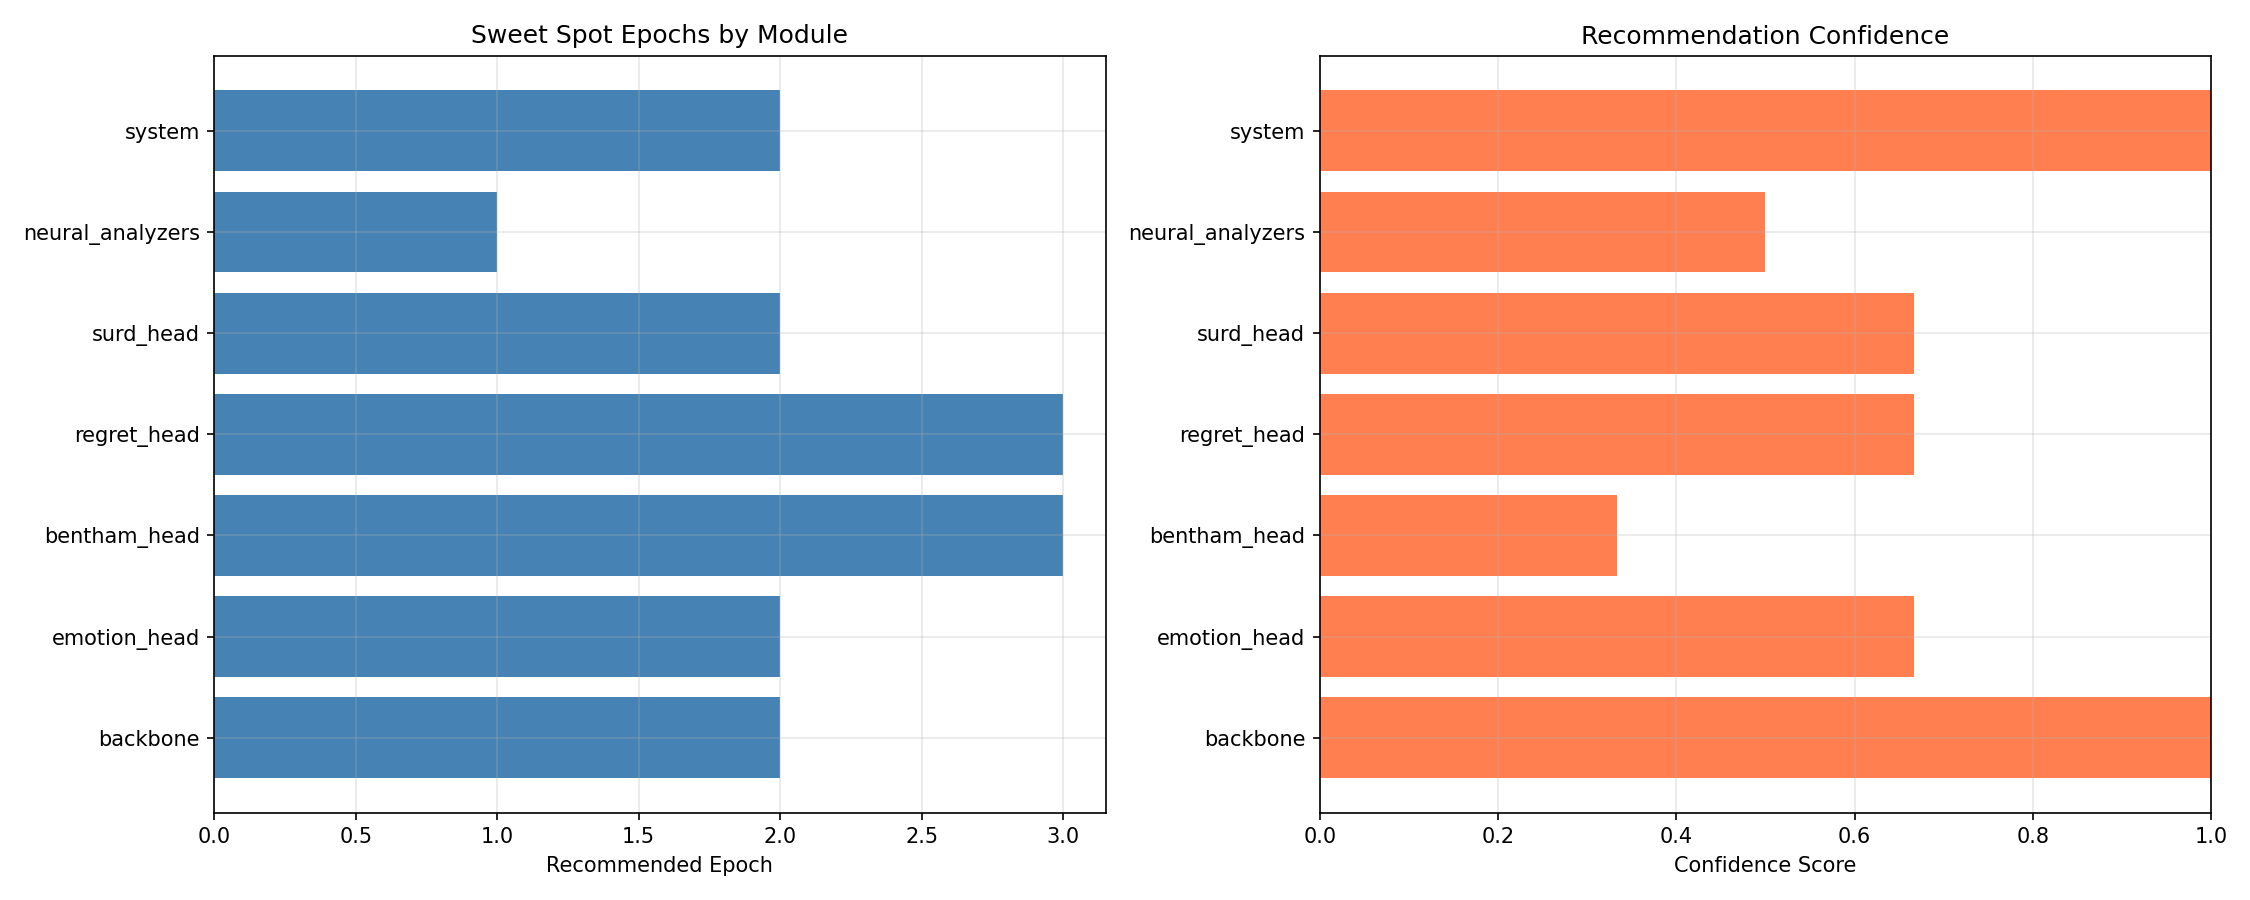 Sweet Spot Epochs by Module
system
neural_analyzers
surd_head
regret_head
bentham_head
emotion_head
backbone
0.0 0.5 1.0 1.5 2.0 2.5 3.0
Recommended Epoch
Recommendation Confidence
system
neural_analyzers
surd_head
regret_head
bentham_head
emotion_head
backbone
0.0 0.2 0.4 0.6 0.8 1.0
Confidence Score